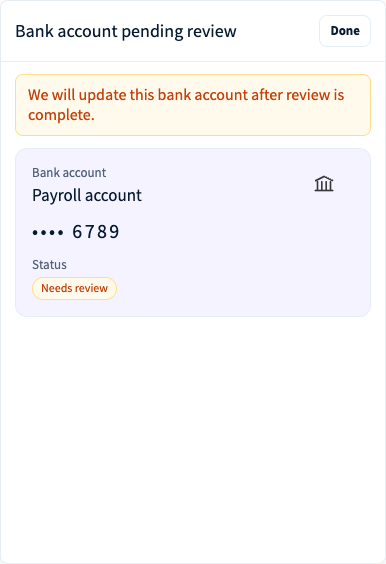 Bank account pending review
Done
We will update this bank account after review is
complete.
Bank account
Payroll account
•••• 6789
Status
Needs review